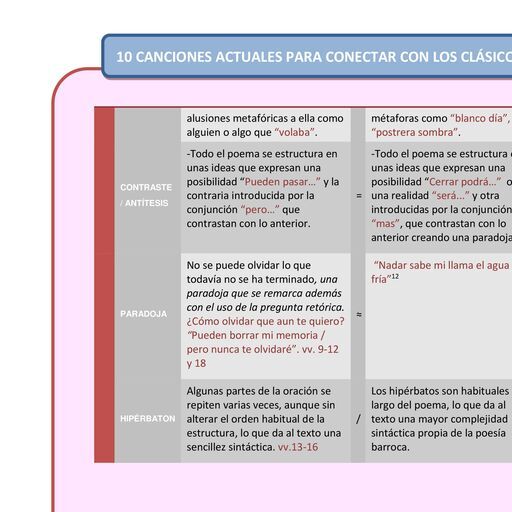 10 CANCIONES ACTUALES PARA CONECTAR CON LOS CLÁSICO
alusiones metafóricas a ella como
alguien o algo que “volaba”.
métaforas como “blanco día”,
“postrera sombra”.
CONTRASTE
/ ANTÍTESIS
-Todo el poema se estructura en
unas ideas que expresan una
posibilidad “Pueden pasar…” y la
contraria introducida por la
conjunción “pero…” que
contrastan con lo anterior.
=
-Todo el poema se estructura
unas ideas que expresan una
posibilidad “Cerrar podrá…” o
una realidad “será...” y otra
introducidas por la conjunción
“mas”, que contrastan con lo
anterior creando una paradoja
PARADOJA
No se puede olvidar lo que
todavía no se ha terminado, una
paradoja que se remarca además
con el uso de la pregunta retórica.
¿Cómo olvidar que aun te quiero?
“Pueden borrar mi memoria /
pero nunca te olvidaré”. vv. 9-12
y 18
≈
“Nadar sabe mi llama el agua
fría”12
HIPÉRBATON
Algunas partes de la oración se
repiten varias veces, aunque sin
alterar el orden habitual de la
estructura, lo que da al texto una
sencillez sintáctica. vv.13-16
/
Los hipérbatos son habituales
largo del poema, lo que da al
texto una mayor complejidad
sintáctica propia de la poesía
barroca.